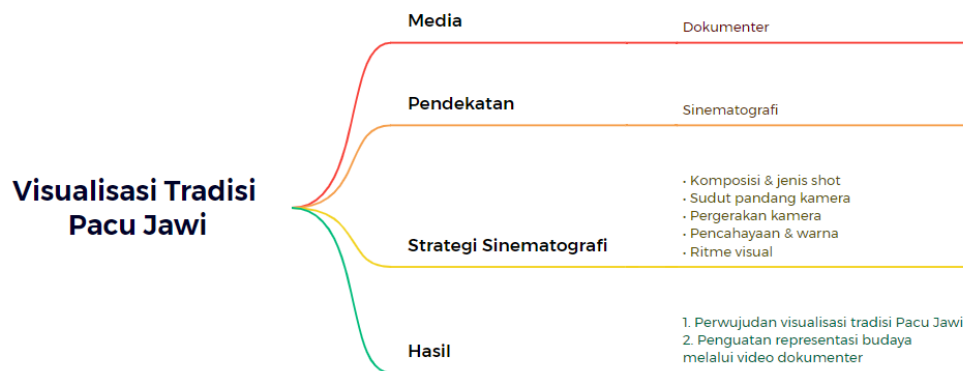 Media
Dokumenter
Pendekatan
Sinematografi
Visualisasi Tradisi
Pacu Jawi
Strategi Sinematografi
• Komposisi & jenis shot
• Sudut pandang kamera
• Pergerakan kamera
• Pencahayaan & warna
• Ritme visual
Hasil
1. Perwujudan visualisasi tradisi Pacu Jawi
2. Penguatan representasi budaya
melalui video dokumenter